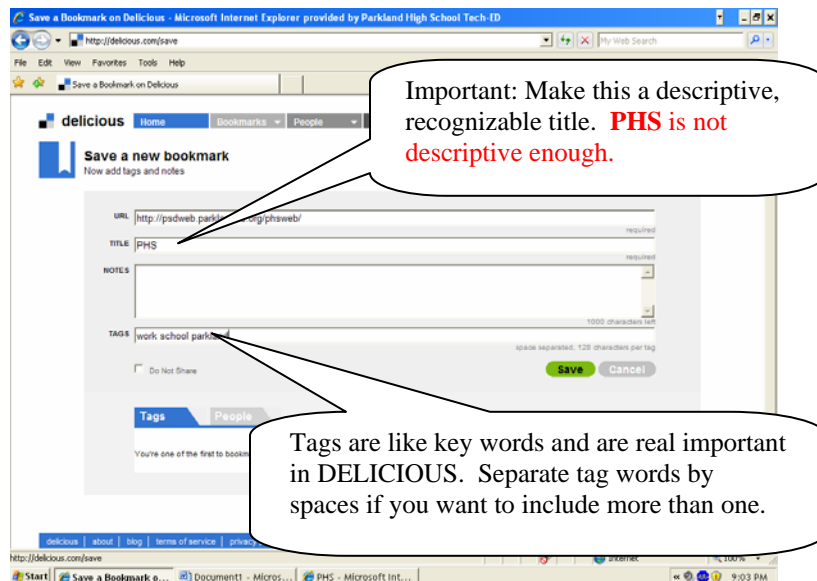 Save a Bookmark on Delicious - Microsoft Internet Explorer provided by Parkland High School Tech-ED
http://delicious.com/save
My Web Search
File Edit View Favorites Tools Help
Save a Bookmark on Delicious
Important: Make this a descriptive,
recognizable title. PHS is not
descriptive enough.
delicious Home Bookmarks People
Save a new bookmark
Now add tags and notes
URL
required
TITLE PHS
required
NOTES
1000 characters left
TAGS work school
space separated. 128 characters per tag
Do Not Share
Save Cancel
Tags People
You're one of the first to
Tags are like key words and are real important
in DELICIOUS. Separate tag words by
spaces if you want to include more than one.
delicious | about | blog | terms of service |
http://delicious.com/save
Internet
100%
Start Save a Bookmark o... Document1 - Micros... PHS - Microsoft Int... 9:03 PM